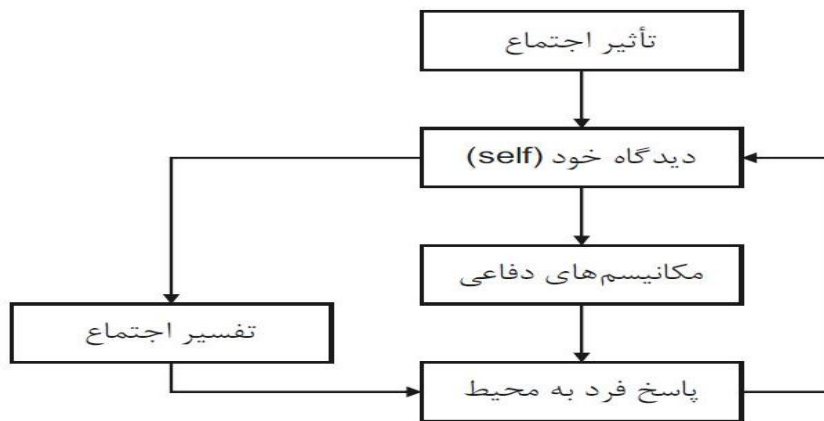 تأثیر اجتماع
دیدگاه خود (self)
مکانیسم‌های دفاعی
تفسیر اجتماع
پاسخ فرد به محیط